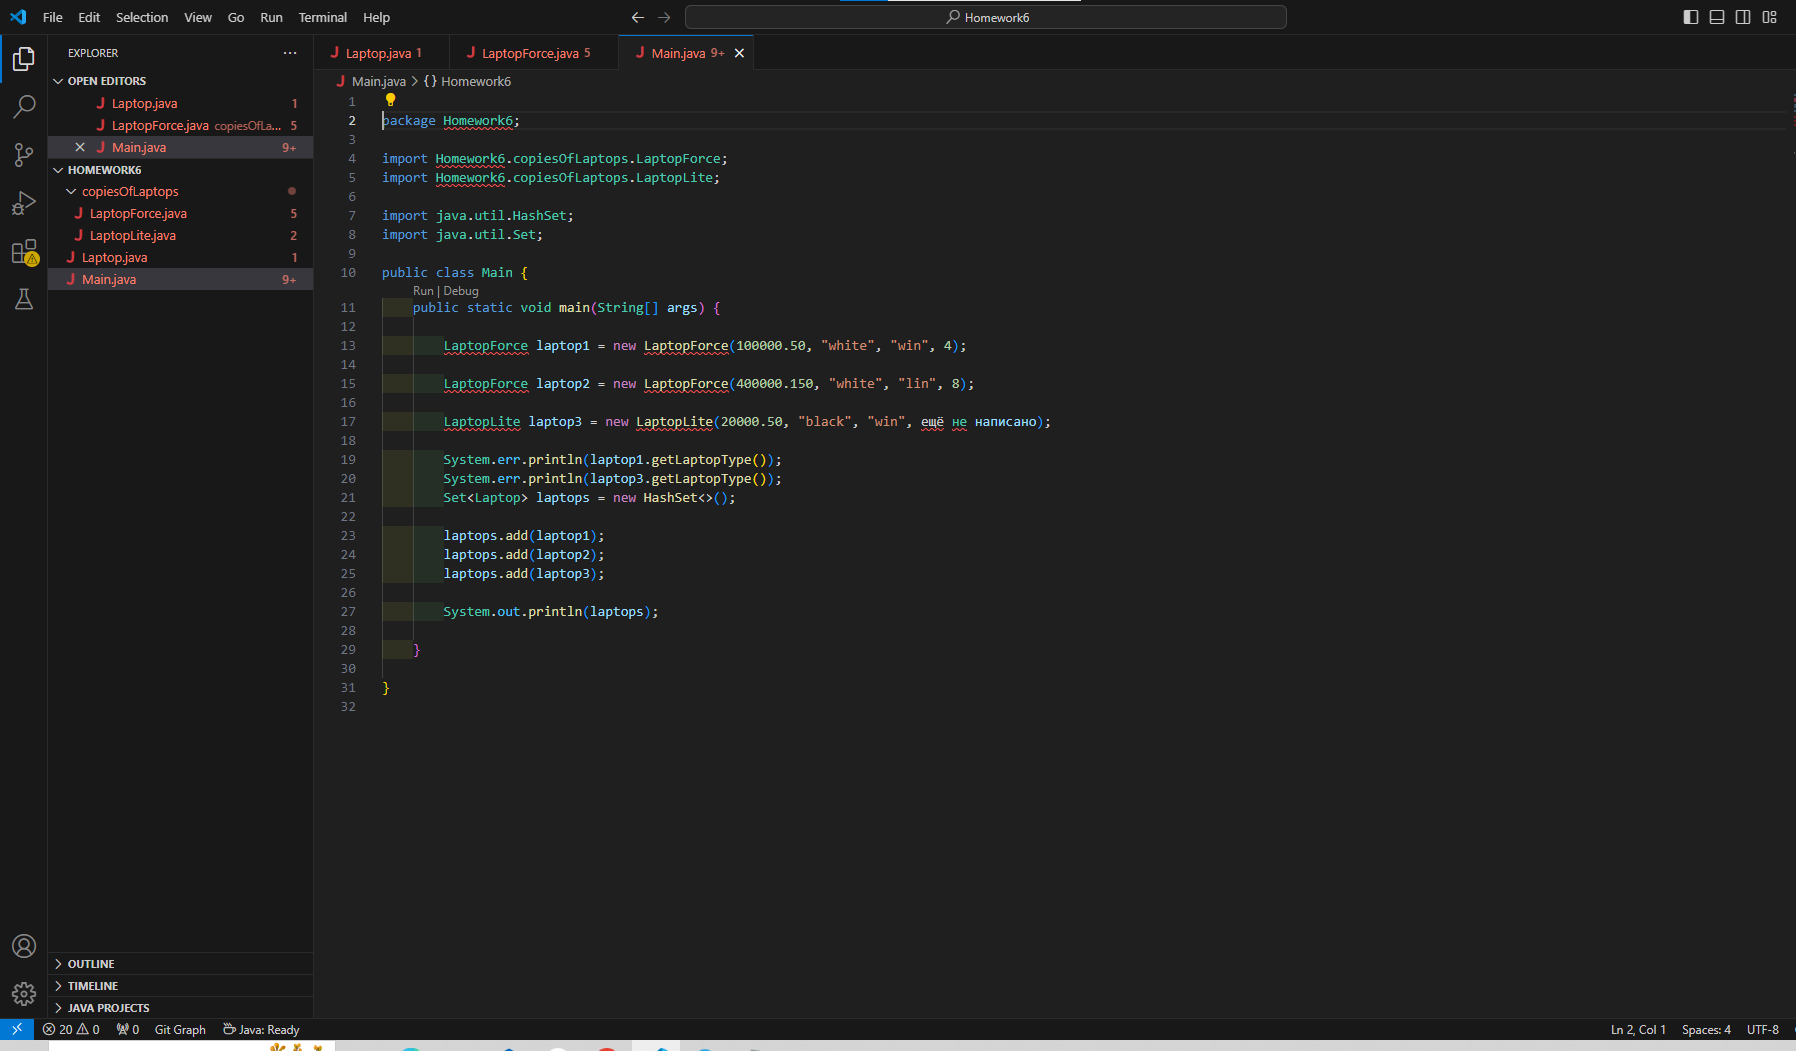 File Edit Selection View Go Run Terminal Help
Homework6
EXPLORER
Laptop.java 1
LaptopForce.java 5
Main.java 9+
OPEN EDITORS
Laptop.java 1
LaptopForce.java copiesOfLa... 5
Main.java 9+
HOMEWORK6
copiesOfLaptops
LaptopForce.java 5
LaptopLite.java 2
Laptop.java 1
Main.java 9+
Main.java > {} Homework6
1
2 package Homework6;
3
4 import Homework6.copiesOfLaptops.LaptopForce;
5 import Homework6.copiesOfLaptops.LaptopLite;
6
7 import java.util.HashSet;
8 import java.util.Set;
9
10 public class Main {
Run | Debug
11 public static void main(String[] args) {
12
13 LaptopForce laptop1 = new LaptopForce(100000.50, "white", "win", 4);
14
15 LaptopForce laptop2 = new LaptopForce(400000.150, "white", "lin", 8);
16
17 LaptopLite laptop3 = new LaptopLite(20000.50, "black", "win", ещё не написано);
18
19 System.err.println(laptop1.getLaptopType());
20 System.err.println(laptop3.getLaptopType());
21 Set<Laptop> laptops = new HashSet<>();
22
23 laptops.add(laptop1);
24 laptops.add(laptop2);
25 laptops.add(laptop3);
26
27 System.out.println(laptops);
28
29 }
30
31 }
32
OUTLINE
TIMELINE
JAVA PROJECTS
20 0 0 Git Graph Java: Ready
Ln 2, Col 1 Spaces: 4 UTF-8